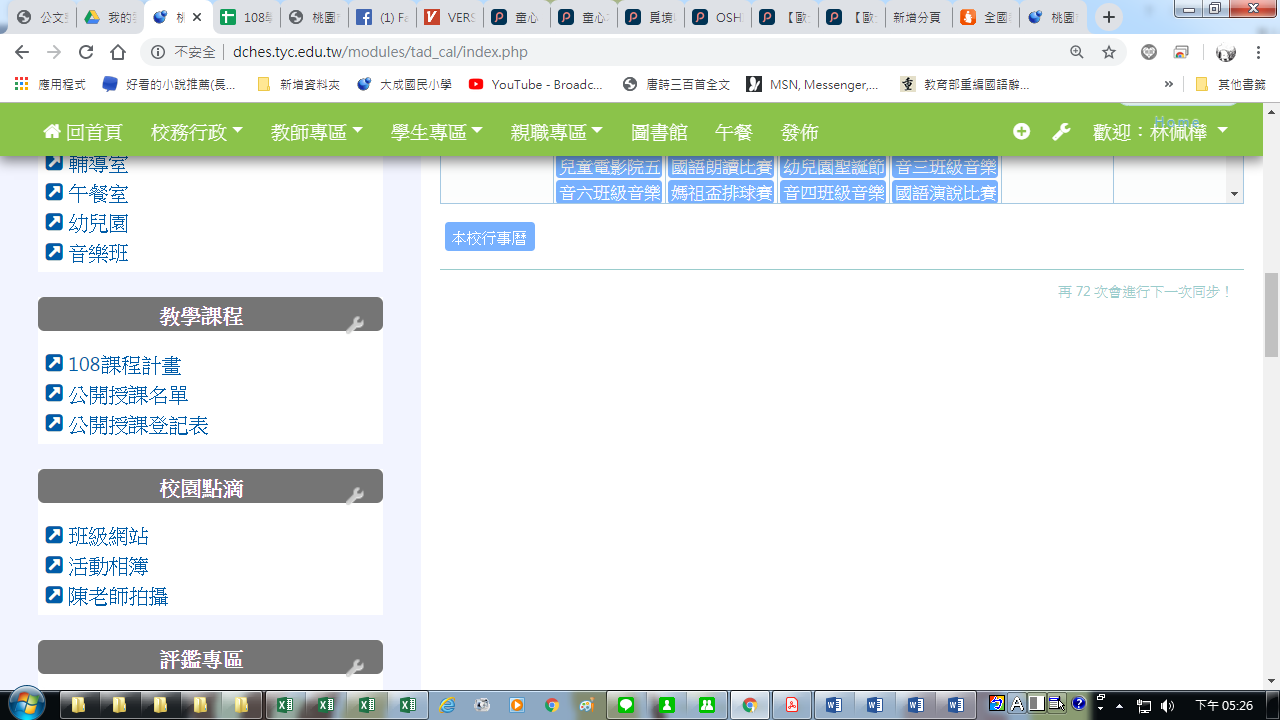 公文
我的
桃
108
桃園
(1) Fa
VERS
童心
童心
OSH
【歐
【歐
新增分頁
全國
桃園
不安全
dches.tyc.edu.tw/modules/tad_cal/index.php
應用程式
好看的小說推薦(長...
新增資料夾
大成國民小學
YouTube - Broadc...
唐詩三百首全文
MSN, Messenger,...
教育部重編國語辭...
»
其他書籤
回首頁
校務行政
教師專區
學生專區
親職專區
圖書館
午餐
發佈
Home
歡迎：林佩樺
輔導室
午餐室
幼兒園
音樂班
兒童電影院五
國語朗讀比賽
幼兒園聖誕節
音三班級音樂
音六班級音樂
媽祖盃排球賽
音四班級音樂
國語演說比賽
本校行事曆
再 72 次會進行下一次同步！
教學課程
108課程計畫
公開授課名單
公開授課登記表
校園點滴
班級網站
活動相簿
陳老師拍攝
評鑑專區
下午 05:26